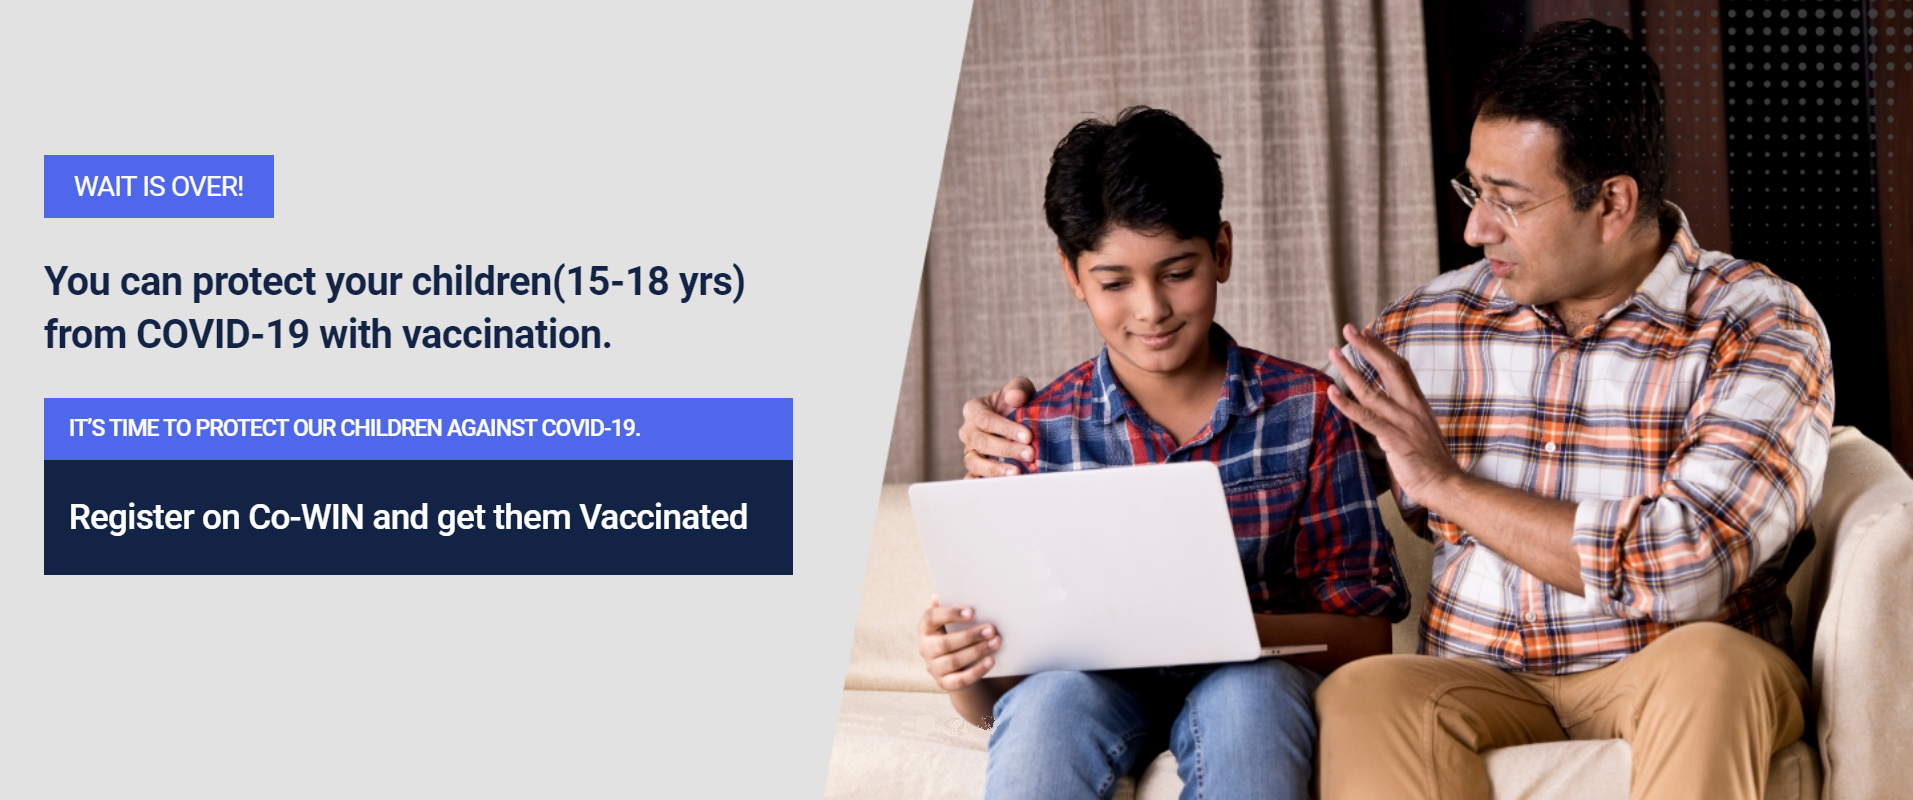 WAIT IS OVER!
You can protect your children(15-18 yrs)
from COVID-19 with vaccination.
IT'S TIME TO PROTECT OUR CHILDREN AGAINST COVID-19.
Register on Co-WIN and get them Vaccinated